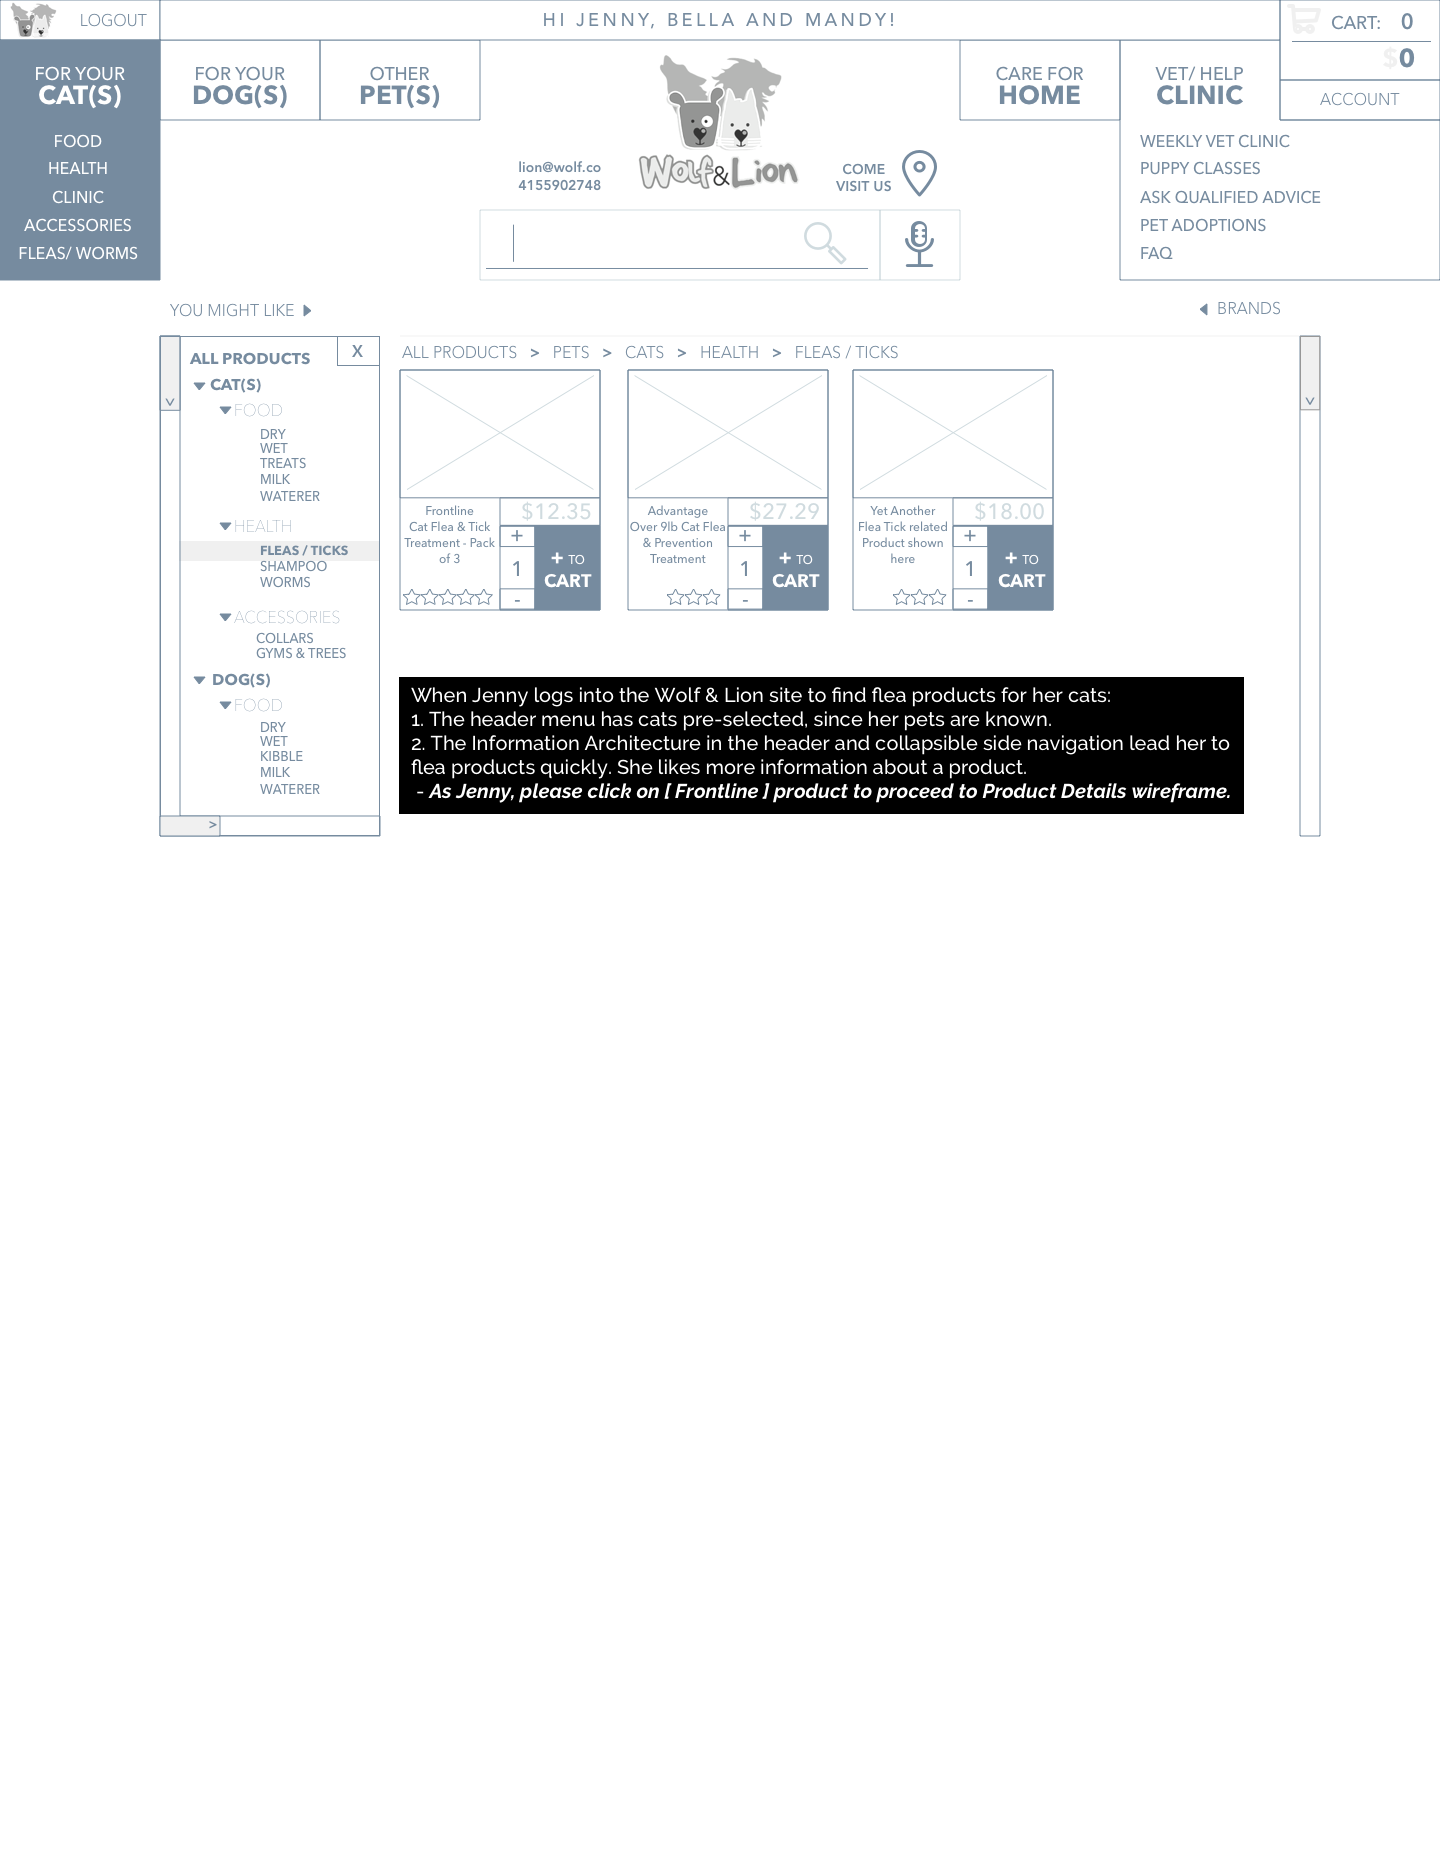 LOGOUT
HI JENNY, BELLA AND MANDY!
CART: 0
$0
ACCOUNT
FOR YOUR
CAT(S)
FOOD
HEALTH
CLINIC
ACCESSORIES
FLEAS/ WORMS
FOR YOUR
DOG(S)
OTHER
PET(S)
lion@wolf.co
4155902748
Wolf&Lion
COME
VISIT US
CARE FOR
HOME
VET/ HELP
CLINIC
WEEKLY VET CLINIC
PUPPY CLASSES
ASK QUALIFIED ADVICE
PET ADOPTIONS
FAQ
YOU MIGHT LIKE
BRANDS
ALL PRODUCTS
X
CAT(S)
FOOD
DRY
WET
TREATS
MILK
WATERER
HEALTH
FLEAS / TICKS
SHAMPOO
WORMS
ACCESSORIES
COLLARS
GYMS & TREES
DOG(S)
FOOD
DRY
WET
KIBBLE
MILK
WATERER
>
ALL PRODUCTS > PETS > CATS > HEALTH > FLEAS / TICKS
Frontline
Cat Flea & Tick
Treatment - Pack
of 3
$12.35
+
1
-
+ TO
CART
Advantage
Over 9lb Cat Flea
& Prevention
Treatment
$27.29
+
1
-
+ TO
CART
Yet Another
Flea Tick related
Product shown
here
$18.00
+
1
-
+ TO
CART
When Jenny logs into the Wolf & Lion site to find flea products for her cats:
1. The header menu has cats pre-selected, since her pets are known.
2. The Information Architecture in the header and collapsible side navigation lead her to
flea products quickly. She likes more information about a product.
- As Jenny, please click on [ Frontline ] product to proceed to Product Details wireframe.